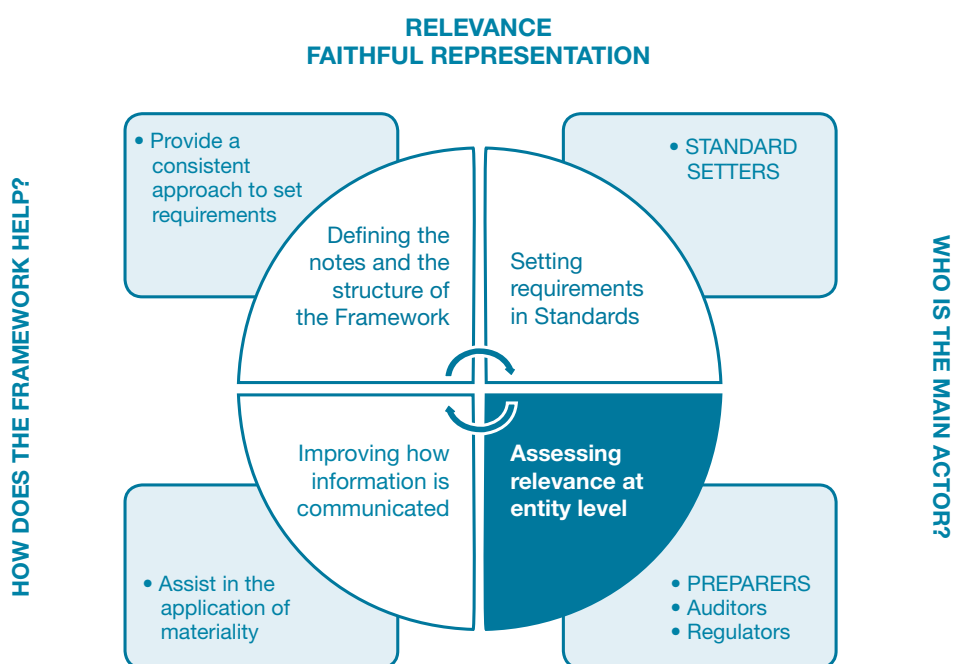 RELEVANCE
FAITHFUL REPRESENTATION
HOW DOES THE FRAMEWORK HELP?
• Provide a
consistent
approach to set
requirements
Defining the
notes and the
structure of
the Framework
Setting
requirements
in Standards
• STANDARD
SETTERS
Improving how
information is
communicated
Assessing
relevance at
entity level
• Assist in the
application of
materiality
• PREPARERS
• Auditors
• Regulators
WHO IS THE MAIN ACTOR?